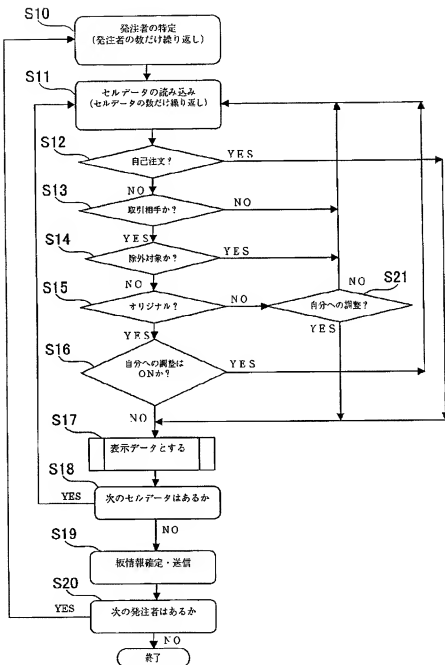 S10
発注者の特定
(発注者の数だけ繰り返し)
S11
セルデータの読み込み
(セルデータの数だけ繰り返し)
S12
自己注文?
YES
NO
S13
取引相手か?
NO
YES
S14
除外対象か?
YES
NO
S15
オリジナル?
NO
YES
S21
自分への調整?
NO
YES
S16
自分への調整は
ONか?
YES
NO
S17
表示データとする
S18
次のセルデータはあるか
YES
NO
S19
板情報確定・送信
S20
次の発注者はあるか
YES
NO
終了